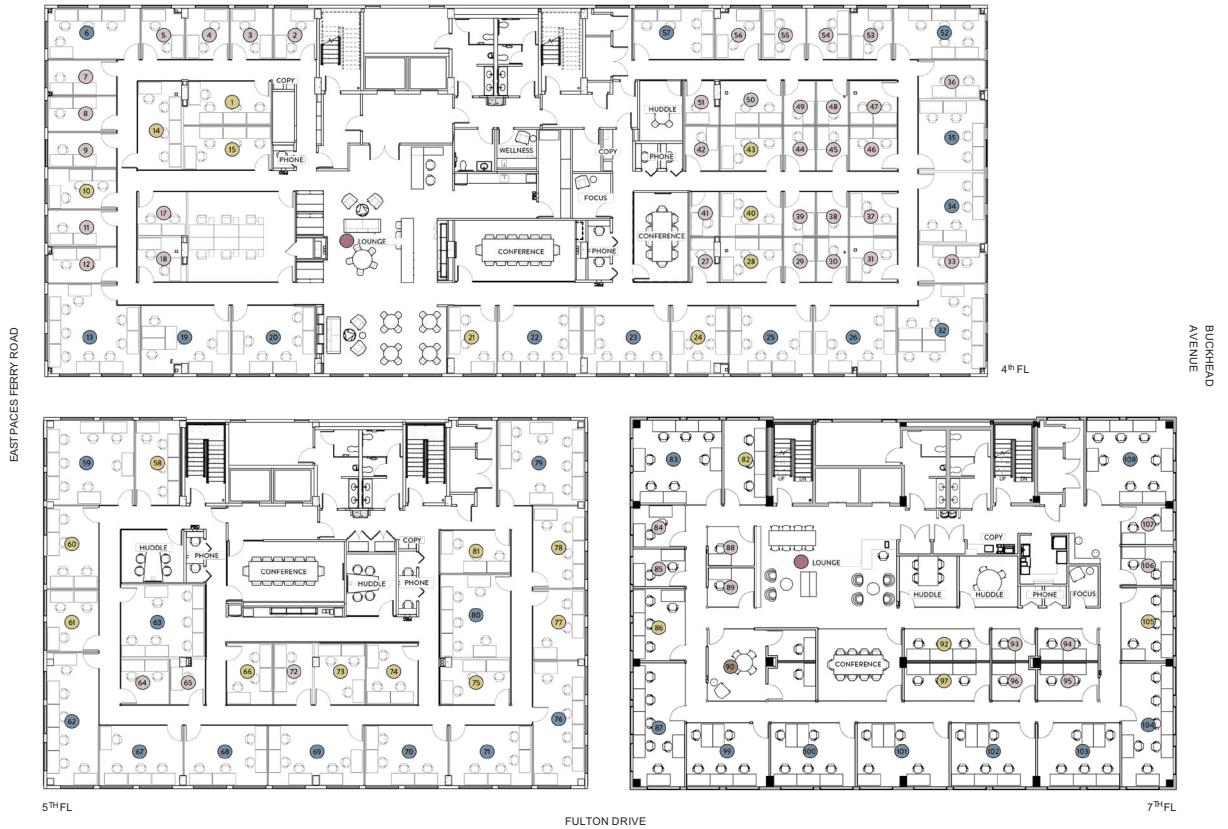 6 5 4 3 2 57 56 55 54 53 52
7 COPY 36
1 HUDDLE 51 50 49 48 47
8 14 35
9 15 PHONE WELLNESS COPY PHONE 42 43 44 45 46
10 FOCUS
17 41 40 39 38 37 34
11 LOUNGE CONFERENCE PHONE CONFERENCE
12 18 27 28 29 30 31 33
13 19 20 21 22 23 24 25 26 32
4th FL
EAST PACES FERRY ROAD
BUCKHEAD
AVENUE
59 58 79
60 HUDDLE PHONE COPY 81 78
CONFERENCE HUDDLE PHONE
61 63 80 77
64 65 66 72 73 74 75
62 76
67 68 69 70 71
5TH FL
83 82 UP DN UP DN 108
84 88 COPY 107
85 89 LOUNGE HUDDLE HUDDLE PHONE FOCUS 106
86 92 93 94 105
90 CONFERENCE 97 96 95
87 104
99 100 101 102 103
7TH FL
FULTON DRIVE